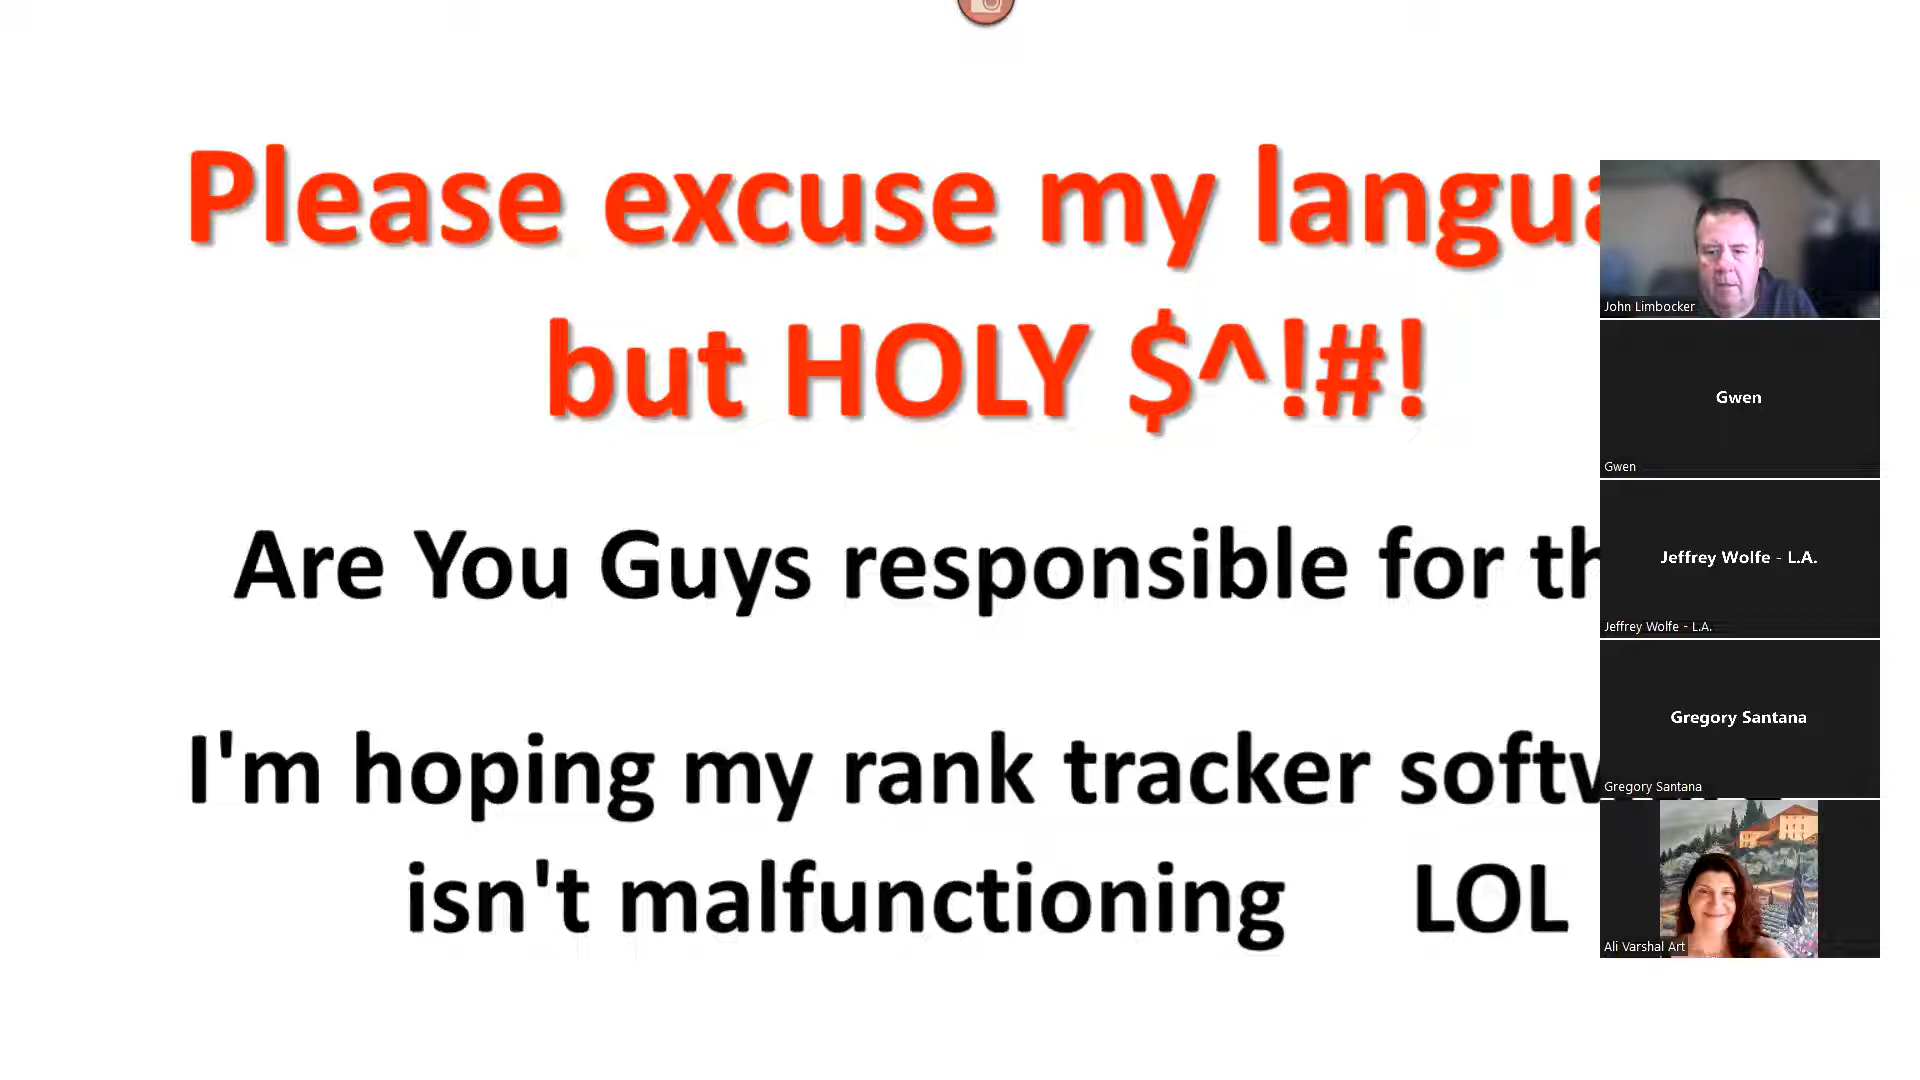 Please excuse my langua
but HOLY $^!#!
Are You Guys responsible for th
I'm hoping my rank tracker softw
isn't malfunctioning LOL
John Limbocker
Gwen
Gwen
Jeffrey Wolfe - L.A.
Jeffrey Wolfe - L.A.
Gregory Santana
Gregory Santana
Ali Varshal Art